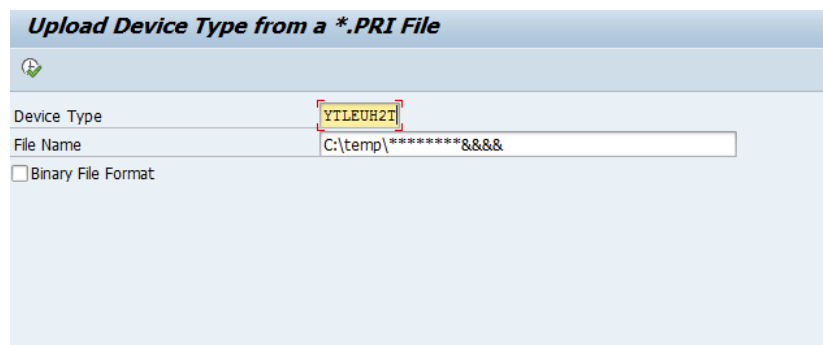 Upload Device Type from a *.PRI File
Device Type YTLEUH2T
File Name C:\temp\********&&&&
Binary File Format